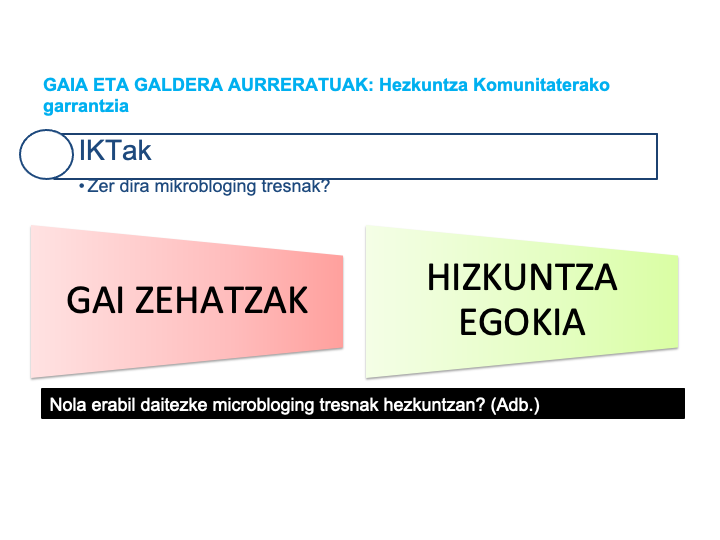 GAIA ETA GALDERA AURRERATUAK: Hezkuntza Komunitaterako
garrantzia
IKTak
• Zer dira mikrobloging tresnak?
GAI ZEHATZAK
HIZKUNTZA
EGOKIA
Nola erabil daitezke microbloging tresnak hezkuntzan? (Adb.)